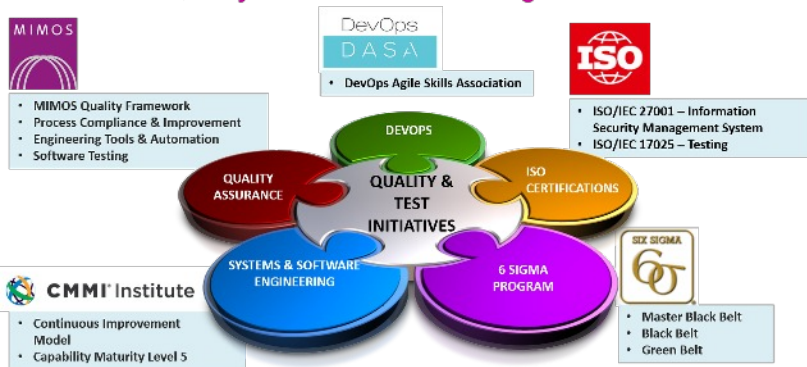 MIMOS
• MIMOS Quality Framework
• Process Compliance & Improvement
• Engineering Tools & Automation
• Software Testing
DevOps
DASA
• DevOps Agile Skills Association
ISO
• ISO/IEC 27001 – Information
Security Management System
• ISO/IEC 17025 – Testing
DEVOPS
QUALITY
ASSURANCE
QUALITY &
TEST
INITIATIVES
ISO
CERTIFICATIONS
SYSTEMS & SOFTWARE
ENGINEERING
6 SIGMA
PROGRAM
CMMI® Institute
• Continuous Improvement
Model
• Capability Maturity Level 5
SIX SIGMA
6σ
• Master Black Belt
• Black Belt
• Green Belt